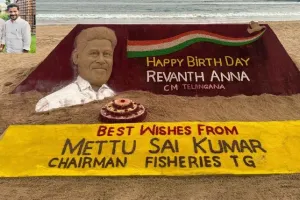 HAPPY BIRTH DAY
REVANTH ANNA
CM TELANGANA
BEST WISHES FROM
METTU SAI KUMAR
CHAIRMAN FISHERIES TG